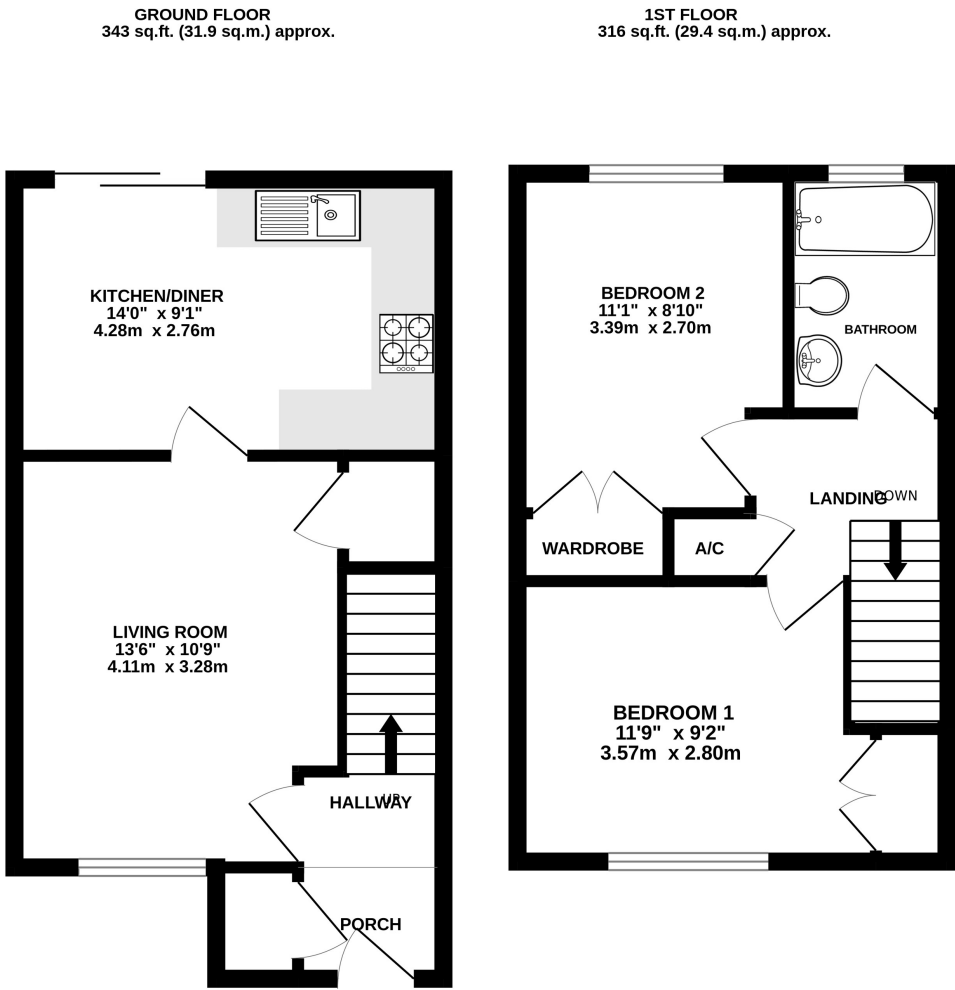 GROUND FLOOR
343 sq.ft. (31.9 sq.m.) approx.
1ST FLOOR
316 sq.ft. (29.4 sq.m.) approx.
KITCHEN/DINER
14'0" x 9'1"
4.28m x 2.76m
LIVING ROOM
13'6" x 10'9"
4.11m x 3.28m
UP
HALLWAY
PORCH
BEDROOM 2
11'1" x 8'10"
3.39m x 2.70m
BATHROOM
DOWN
LANDING
WARDROBE
A/C
BEDROOM 1
11'9" x 9'2"
3.57m x 2.80m